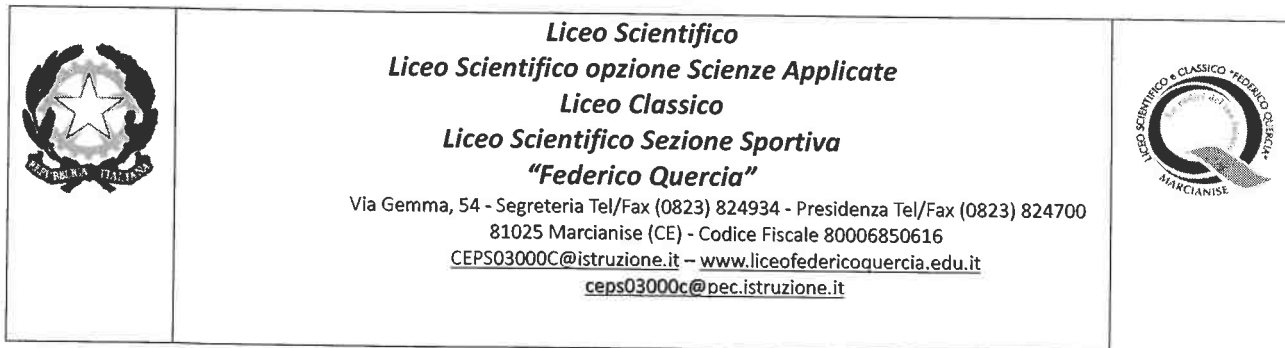 REPVBBLICA ITALIANA
Liceo Scientifico
Liceo Scientifico opzione Scienze Applicate
Liceo Classico
Liceo Scientifico Sezione Sportiva
“Federico Quercia”
Via Gemma, 54 - Segreteria Tel/Fax (0823) 824934 - Presidenza Tel/Fax (0823) 824700
81025 Marcianise (CE) - Codice Fiscale 80006850616
CEPS03000C@istruzione.it – www.liceofedericoquercia.edu.it
ceps03000c@pec.istruzione.it
LICEO SCIENTIFICO e CLASSICO "FEDERICO QUERCIA"
MARCIANISE